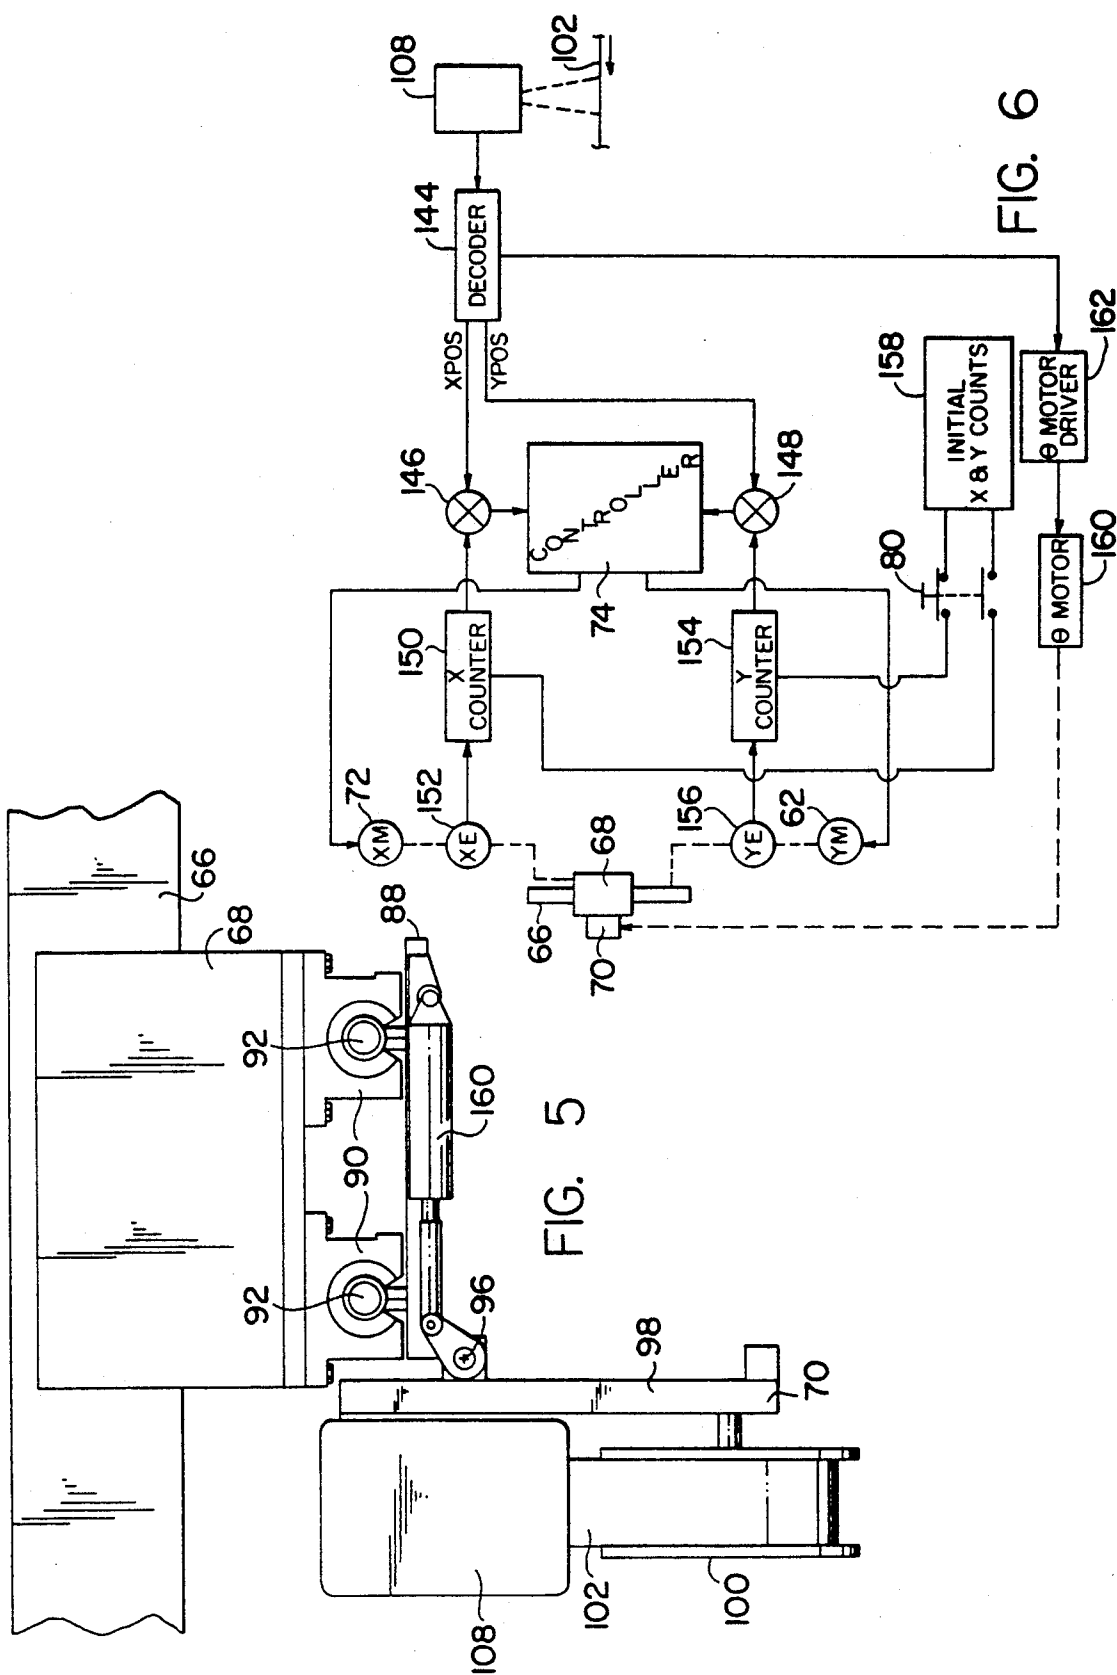 108
102
144
DECODER
XPOS
YPOS
146
148
CONTROLLER
74
150
X
COUNTER
154
Y
COUNTER
158
INITIAL
X & Y COUNTS
80
162
θ MOTOR
DRIVER
160
θ MOTOR
72
XM
152
XE
156
YE
62
YM
66
68
70
FIG. 6
66
68
88
92
90
92
160
96
98
70
108
102
100
FIG. 5